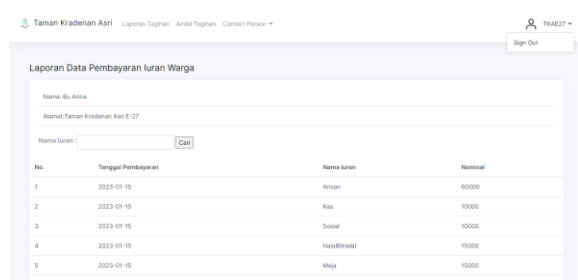 Taman Kradenan Asri Laporan Tagihan Ambil Tagihan Contact Person TKAE27
Sign Out
Laporan Data Pembayaran Iuran Warga
Nama: Bu Arina
Alamat:Taman Kradenan Asri E-27
Nama Iuran : Cari
No. Tanggal Pembayaran Nama Iuran Nominal
1 2023-01-15 Arisan 60000
2 2023-01-15 Kas 10000
3 2023-01-15 Sosial 10000
4 2023-01-15 HalalBiHalal 15000
5 2023-01-15 Meja 15000